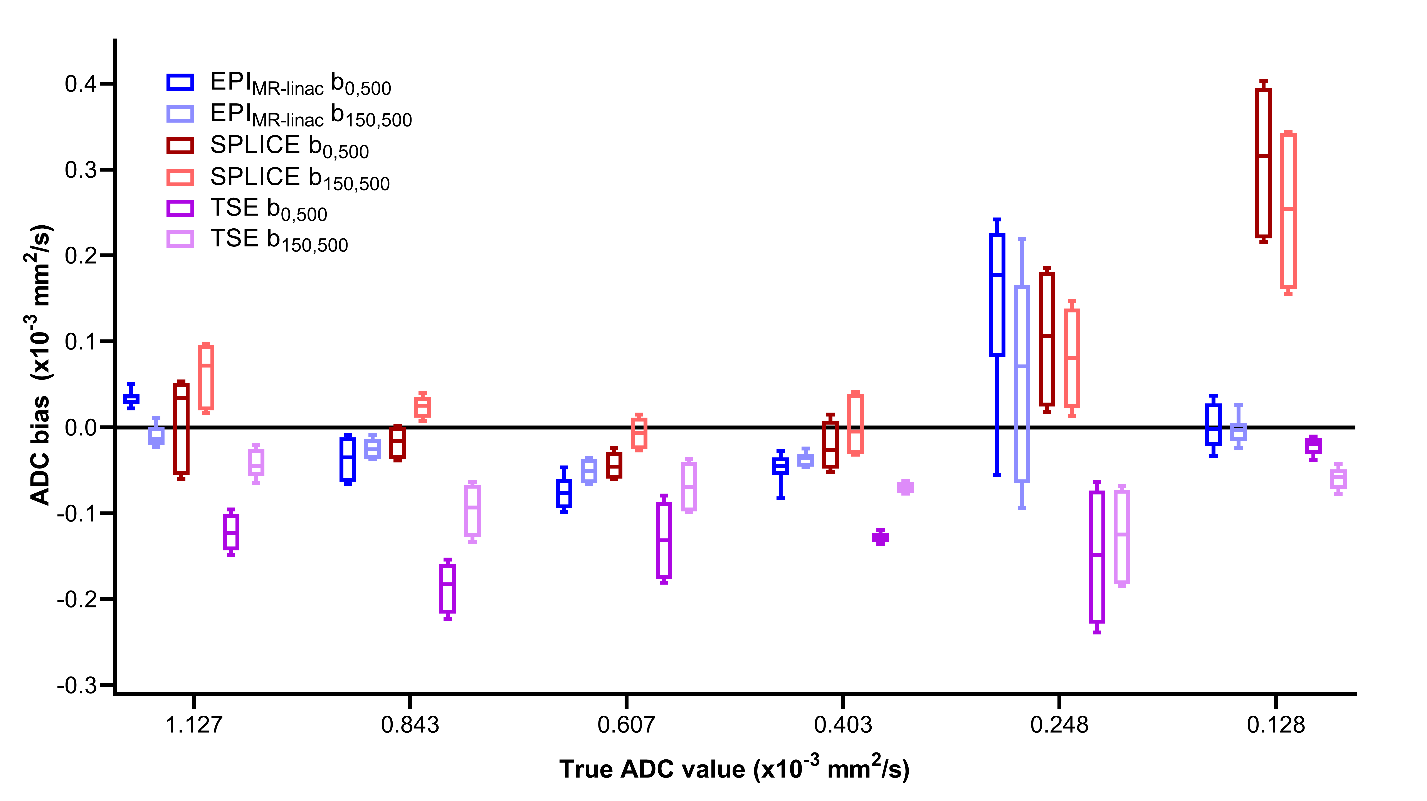 EPIMR-linac b0,500
EPIMR-linac b150,500
SPLICE b0,500
SPLICE b150,500
TSE b0,500
TSE b150,500
ADC bias (x10-3 mm2/s)
0.4
0.3
0.2
0.1
0.0
-0.1
-0.2
-0.3
1.127 0.843 0.607 0.403 0.248 0.128
True ADC value (x10-3 mm2/s)